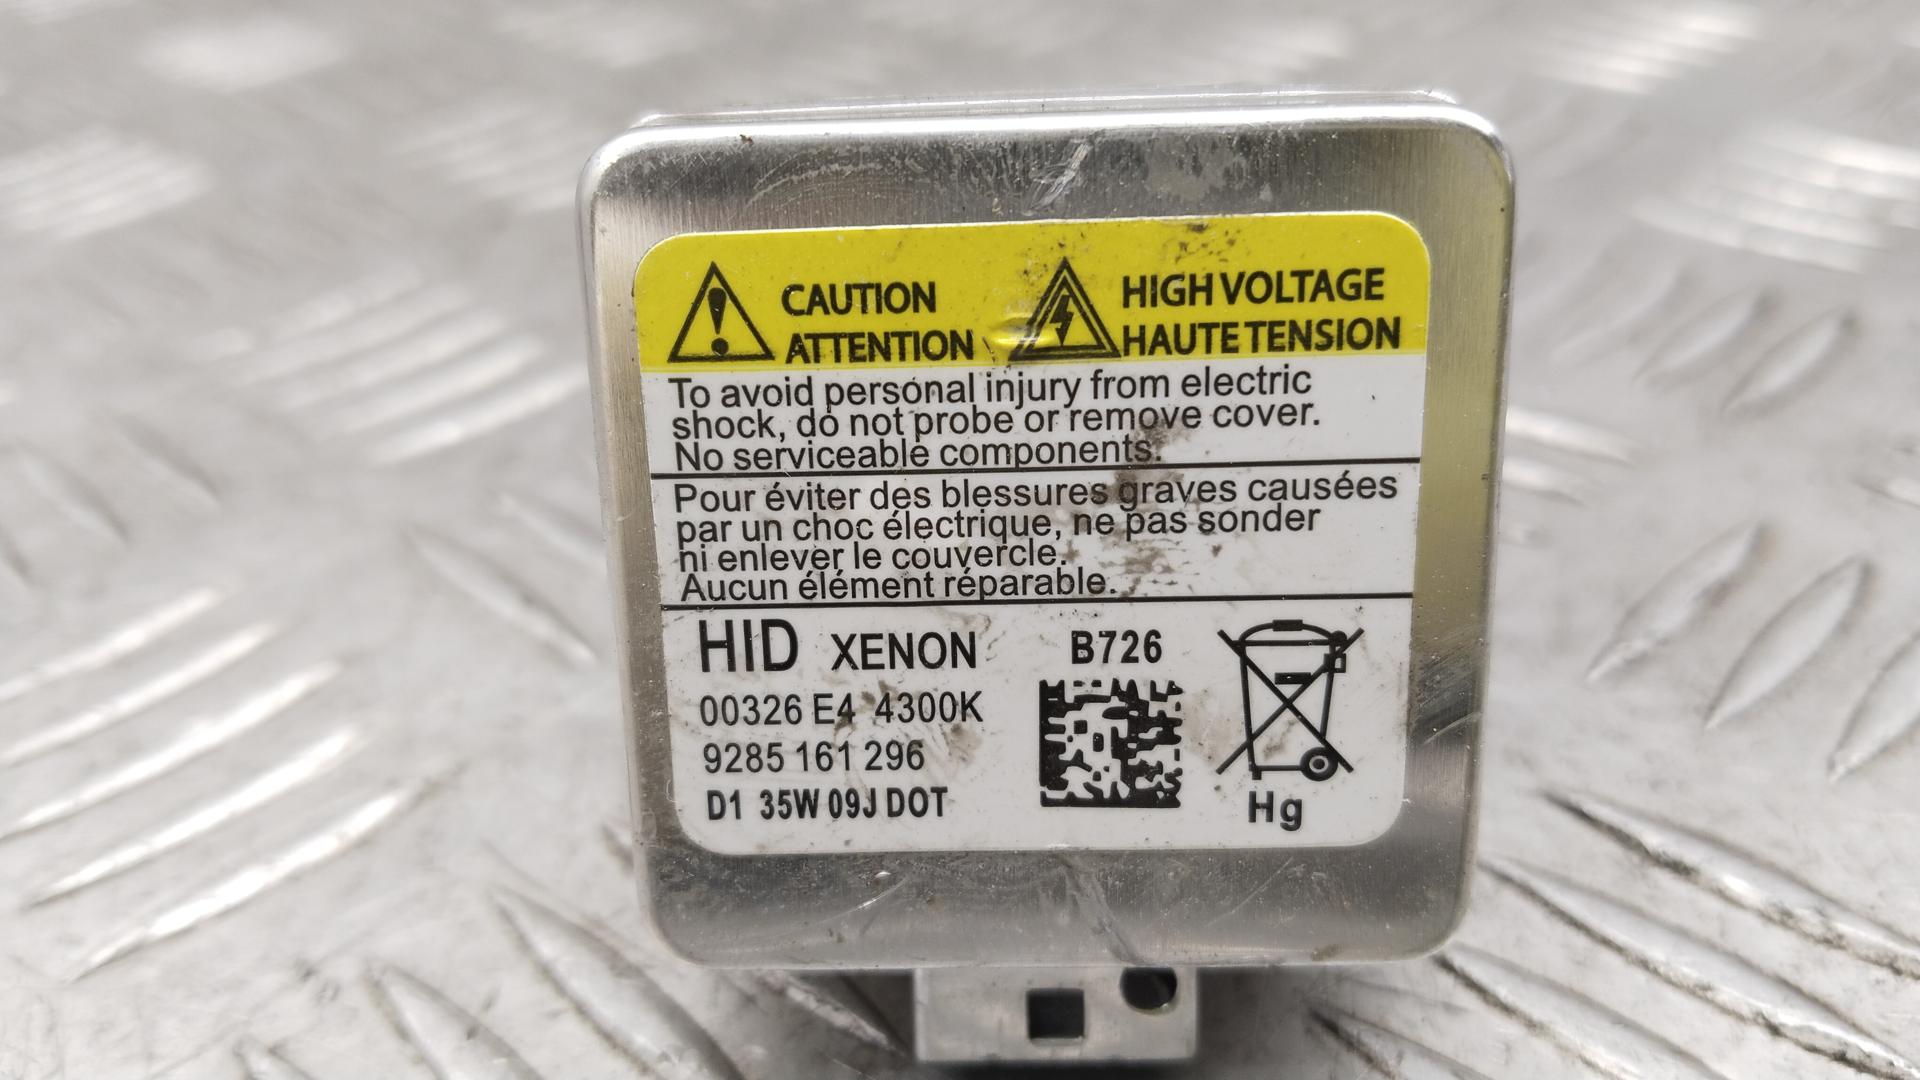 CAUTION
ATTENTION
HIGH VOLTAGE
HAUTE TENSION
To avoid personal injury from electric
shock, do not probe or remove cover.
No serviceable components.
Pour éviter des blessures graves causées
par un choc électrique, ne pas sonder
ni enlever le couvercle.
Aucun élément réparable.
HID XENON
00326 E4 4300K
9285 161 296
D1 35W 09J DOT
B726
Hg